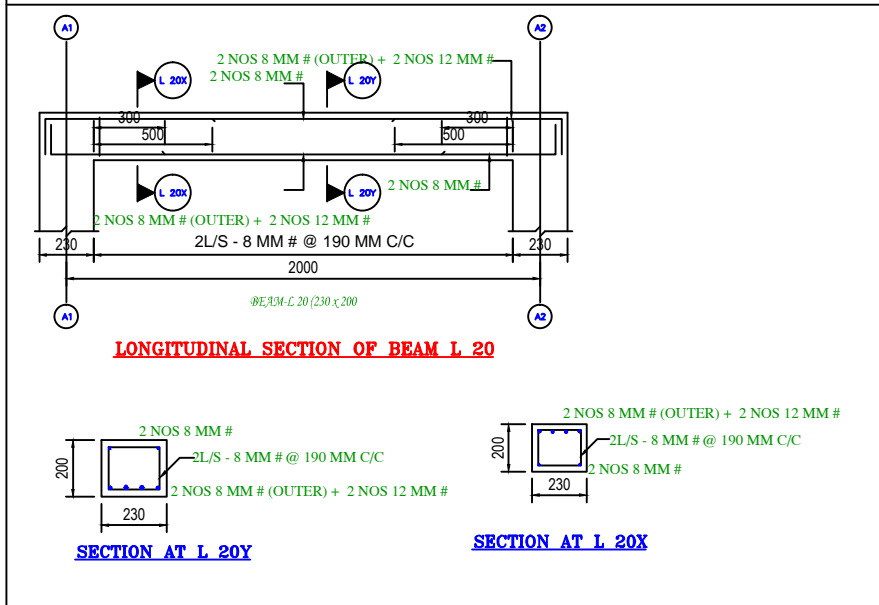 A1
A2
2 NOS 8 MM # (OUTER) + 2 NOS 12 MM #
2 NOS 8 MM #
L 20X
L 20Y
300
300
500
500
L 20X
L 20Y
2 NOS 8 MM #
2 NOS 8 MM # (OUTER) + 2 NOS 12 MM #
230
2L/S - 8 MM # @ 190 MM C/C
230
2000
BEAM-L 20 (230 x 200
A1
A2
LONGITUDINAL SECTION OF BEAM L 20
2 NOS 8 MM #
200
2L/S - 8 MM # @ 190 MM C/C
2 NOS 8 MM # (OUTER) + 2 NOS 12 MM #
230
SECTION AT L 20Y
2 NOS 8 MM # (OUTER) + 2 NOS 12 MM #
200
2L/S - 8 MM # @ 190 MM C/C
2 NOS 8 MM #
230
SECTION AT L 20X